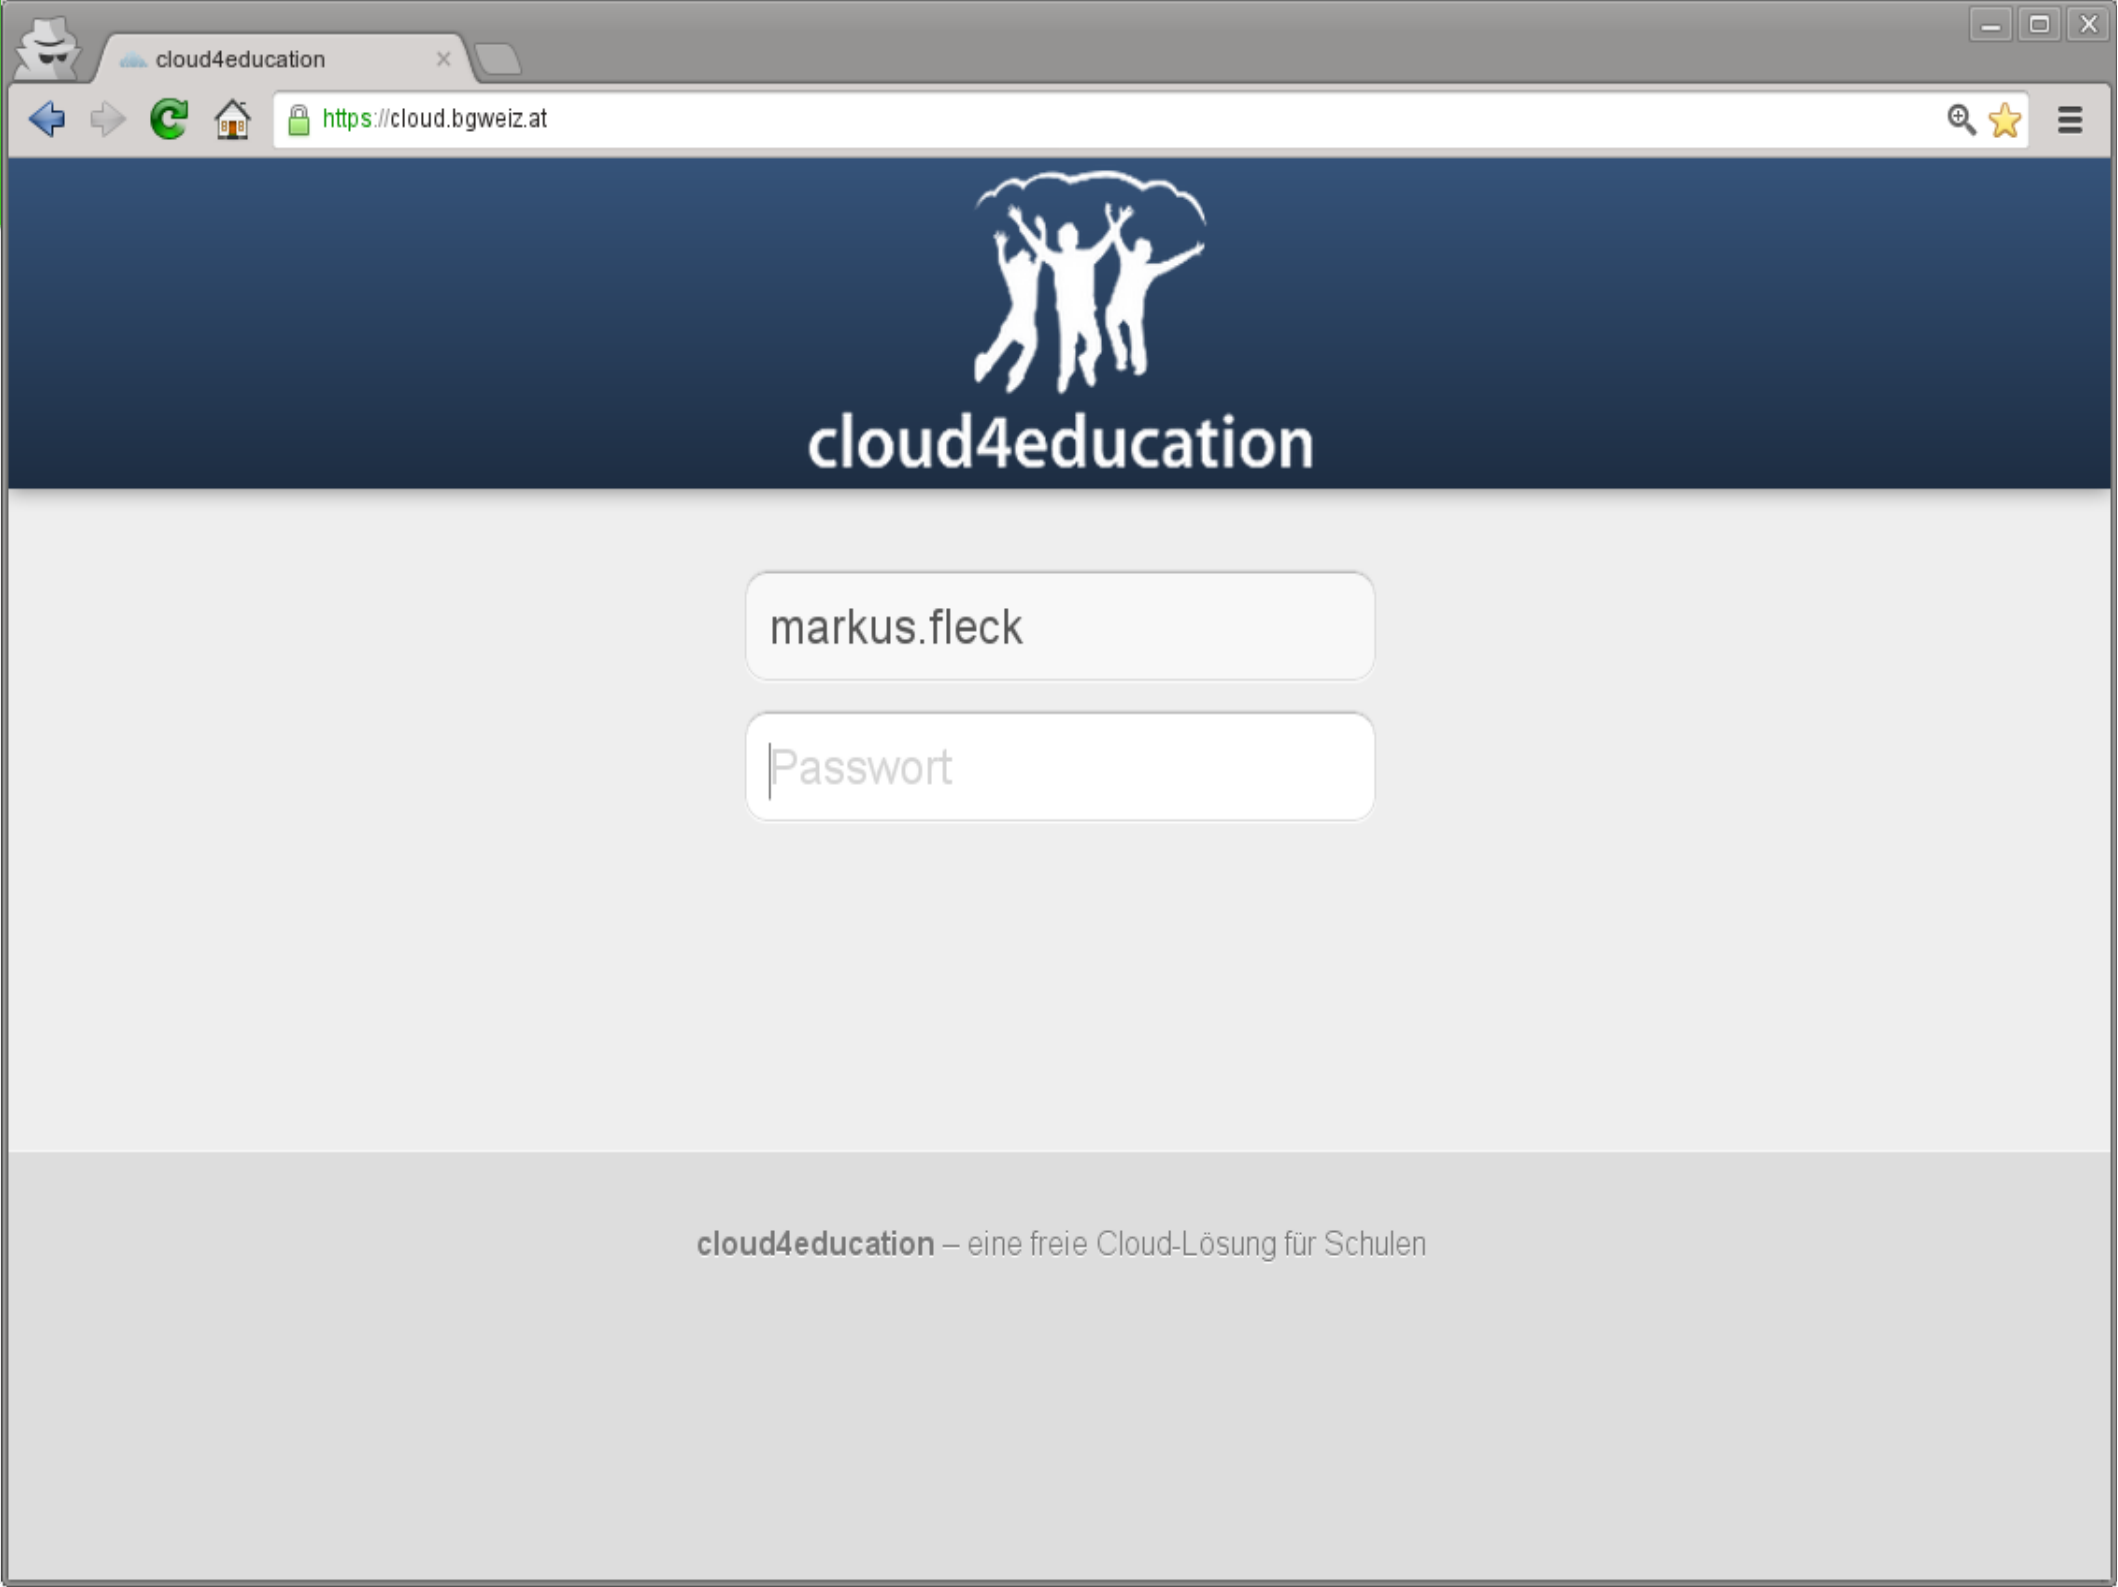 cloud4education
https://cloud.bgweiz.at
cloud4education
markus.fleck
Passwort
cloud4education – eine freie Cloud-Lösung für Schulen